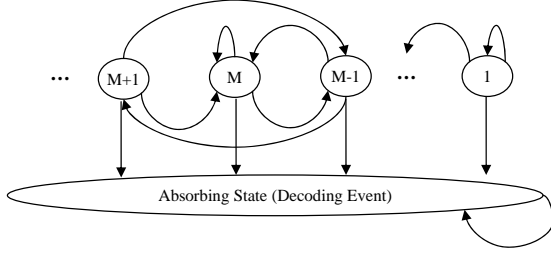 ... M+1 M M-1 ... 1
Absorbing State (Decoding Event)